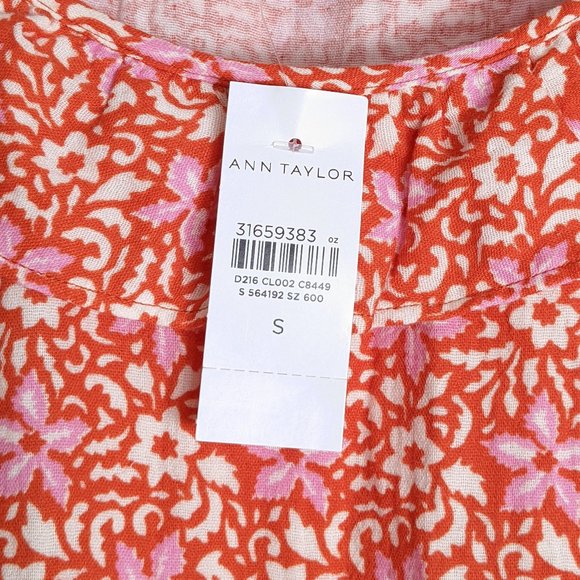 ANN TAYLOR
31659383 oz
D216 CL002 C8449
S 564192 SZ 600
S